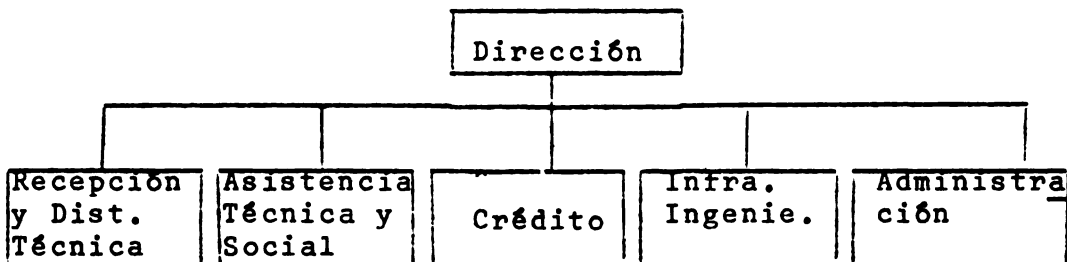 Dirección
Recepción
y Dist.
Técnica
Asistencia
Técnica y
Social
Crédito
Infra.
Ingenie.
Administra
ción